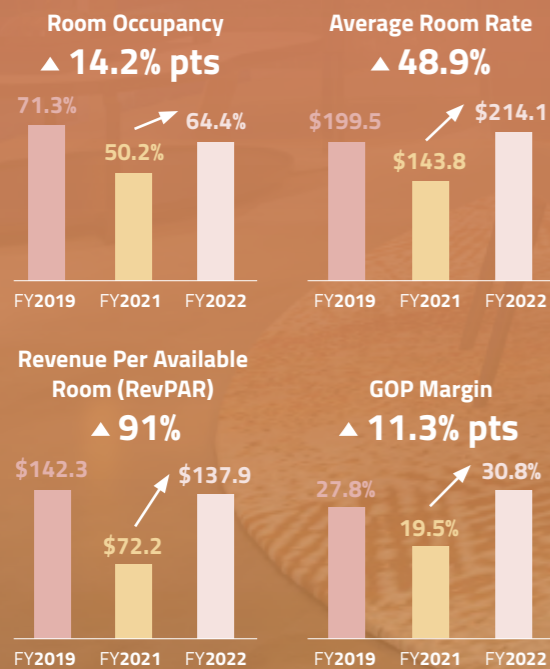 Room Occupancy
▲ 14.2% pts
71.3%
50.2%
64.4%
FY2019 FY2021 FY2022
Average Room Rate
▲ 48.9%
$199.5
$143.8
$214.1
FY2019 FY2021 FY2022
Revenue Per Available
Room (RevPAR)
▲ 91%
$142.3
$72.2
$137.9
FY2019 FY2021 FY2022
GOP Margin
▲ 11.3% pts
27.8%
19.5%
30.8%
FY2019 FY2021 FY2022